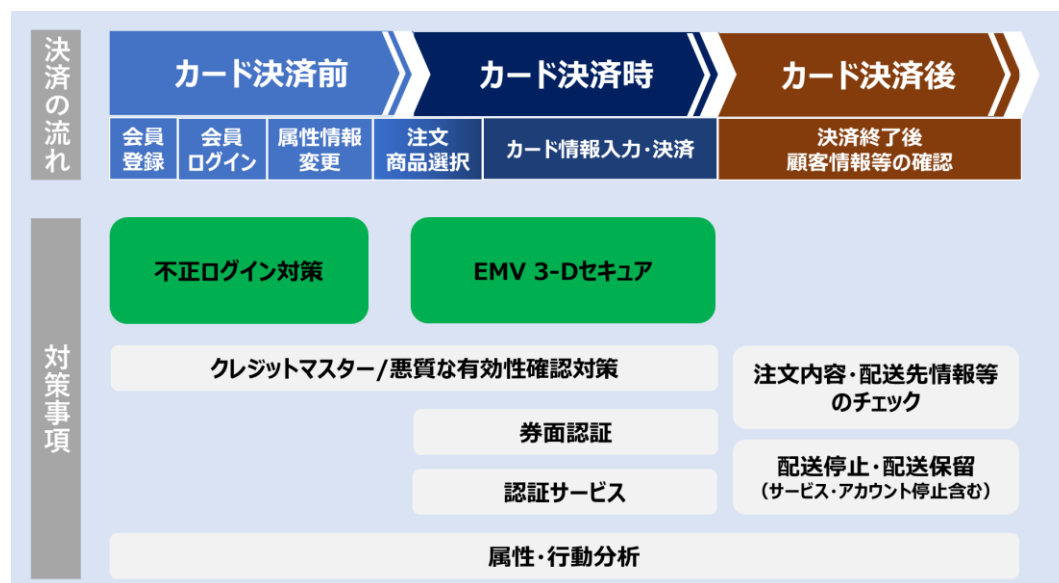 決済の流れ
カード決済前
カード決済時
カード決済後
会員
登録
会員
ログイン
属性情報
変更
注文
商品選択
カード情報入力・決済
決済終了後
顧客情報等の確認
対策事項
不正ログイン対策
EMV 3-Dセキュア
クレジットマスター/悪質な有効性確認対策
注文内容・配送先情報等
のチェック
券面認証
配送停止・配送保留
（サービス・アカウント停止含む）
認証サービス
属性・行動分析